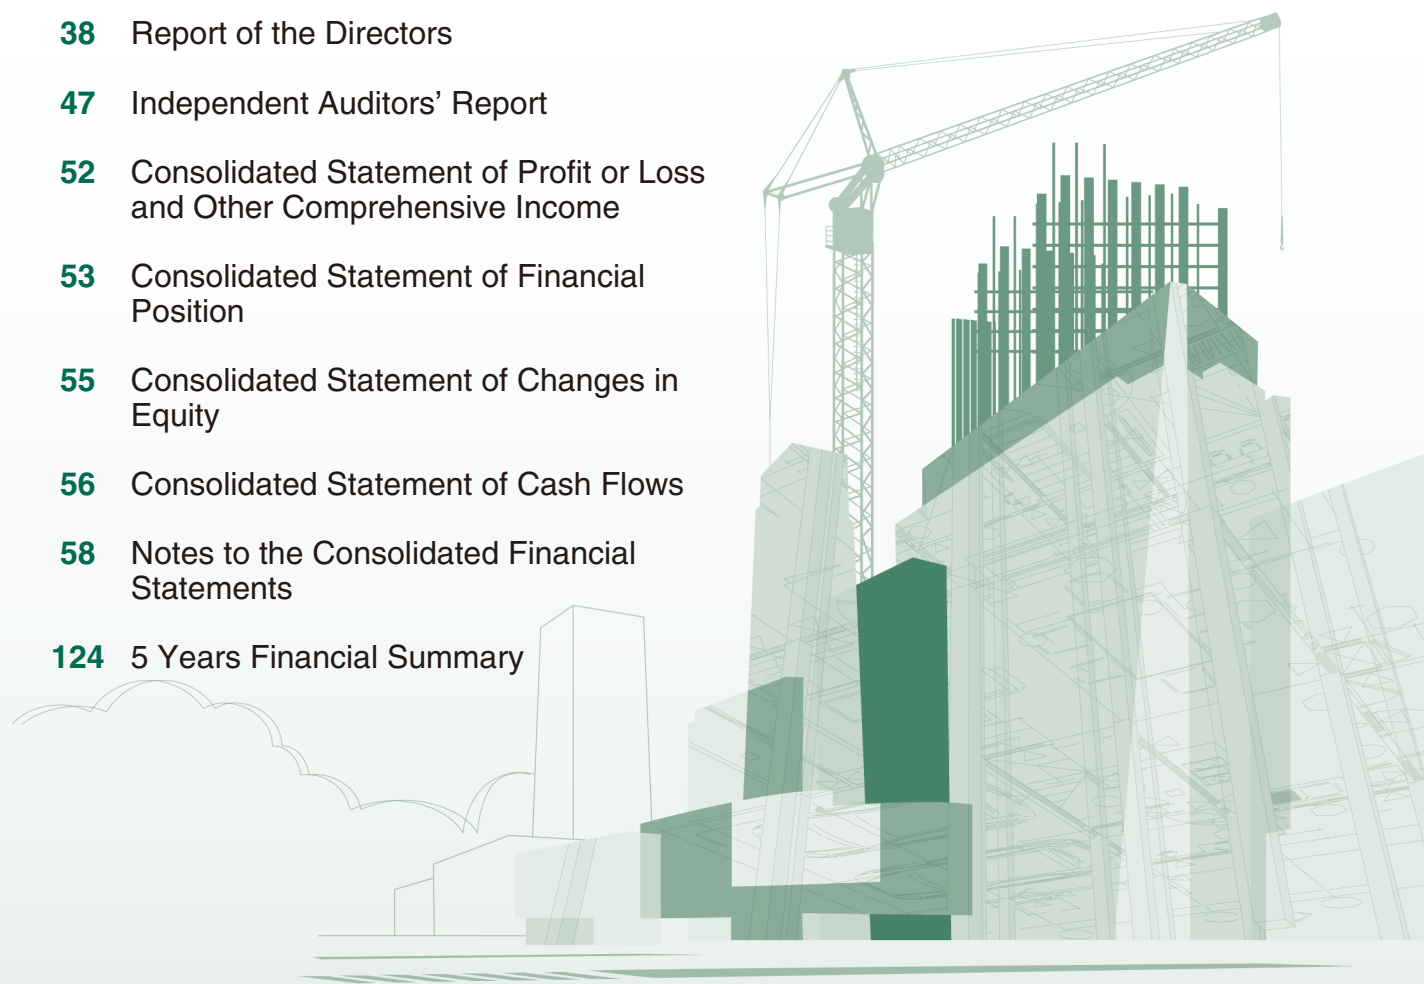 38 Report of the Directors
47 Independent Auditors’ Report
52 Consolidated Statement of Profit or Loss
and Other Comprehensive Income
53 Consolidated Statement of Financial
Position
55 Consolidated Statement of Changes in
Equity
56 Consolidated Statement of Cash Flows
58 Notes to the Consolidated Financial
Statements
124 5 Years Financial Summary